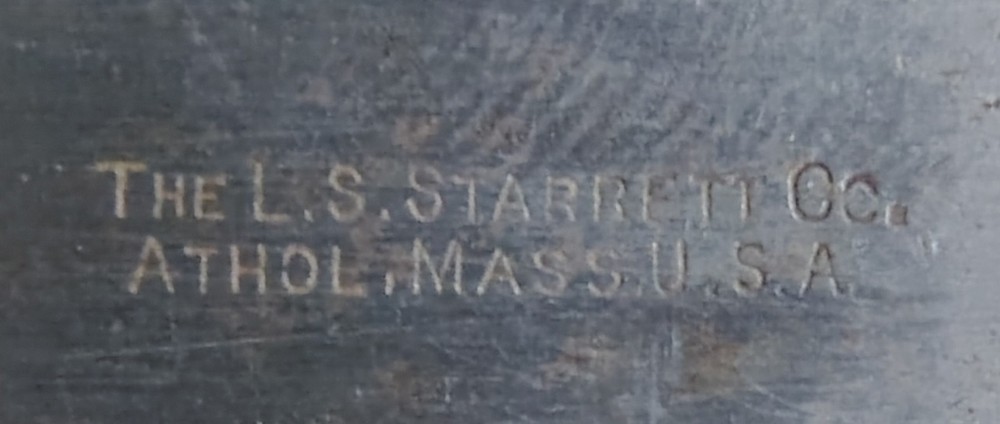 THE L.S. STARRETT CO.
ATHOL, MASS. U.S.A.